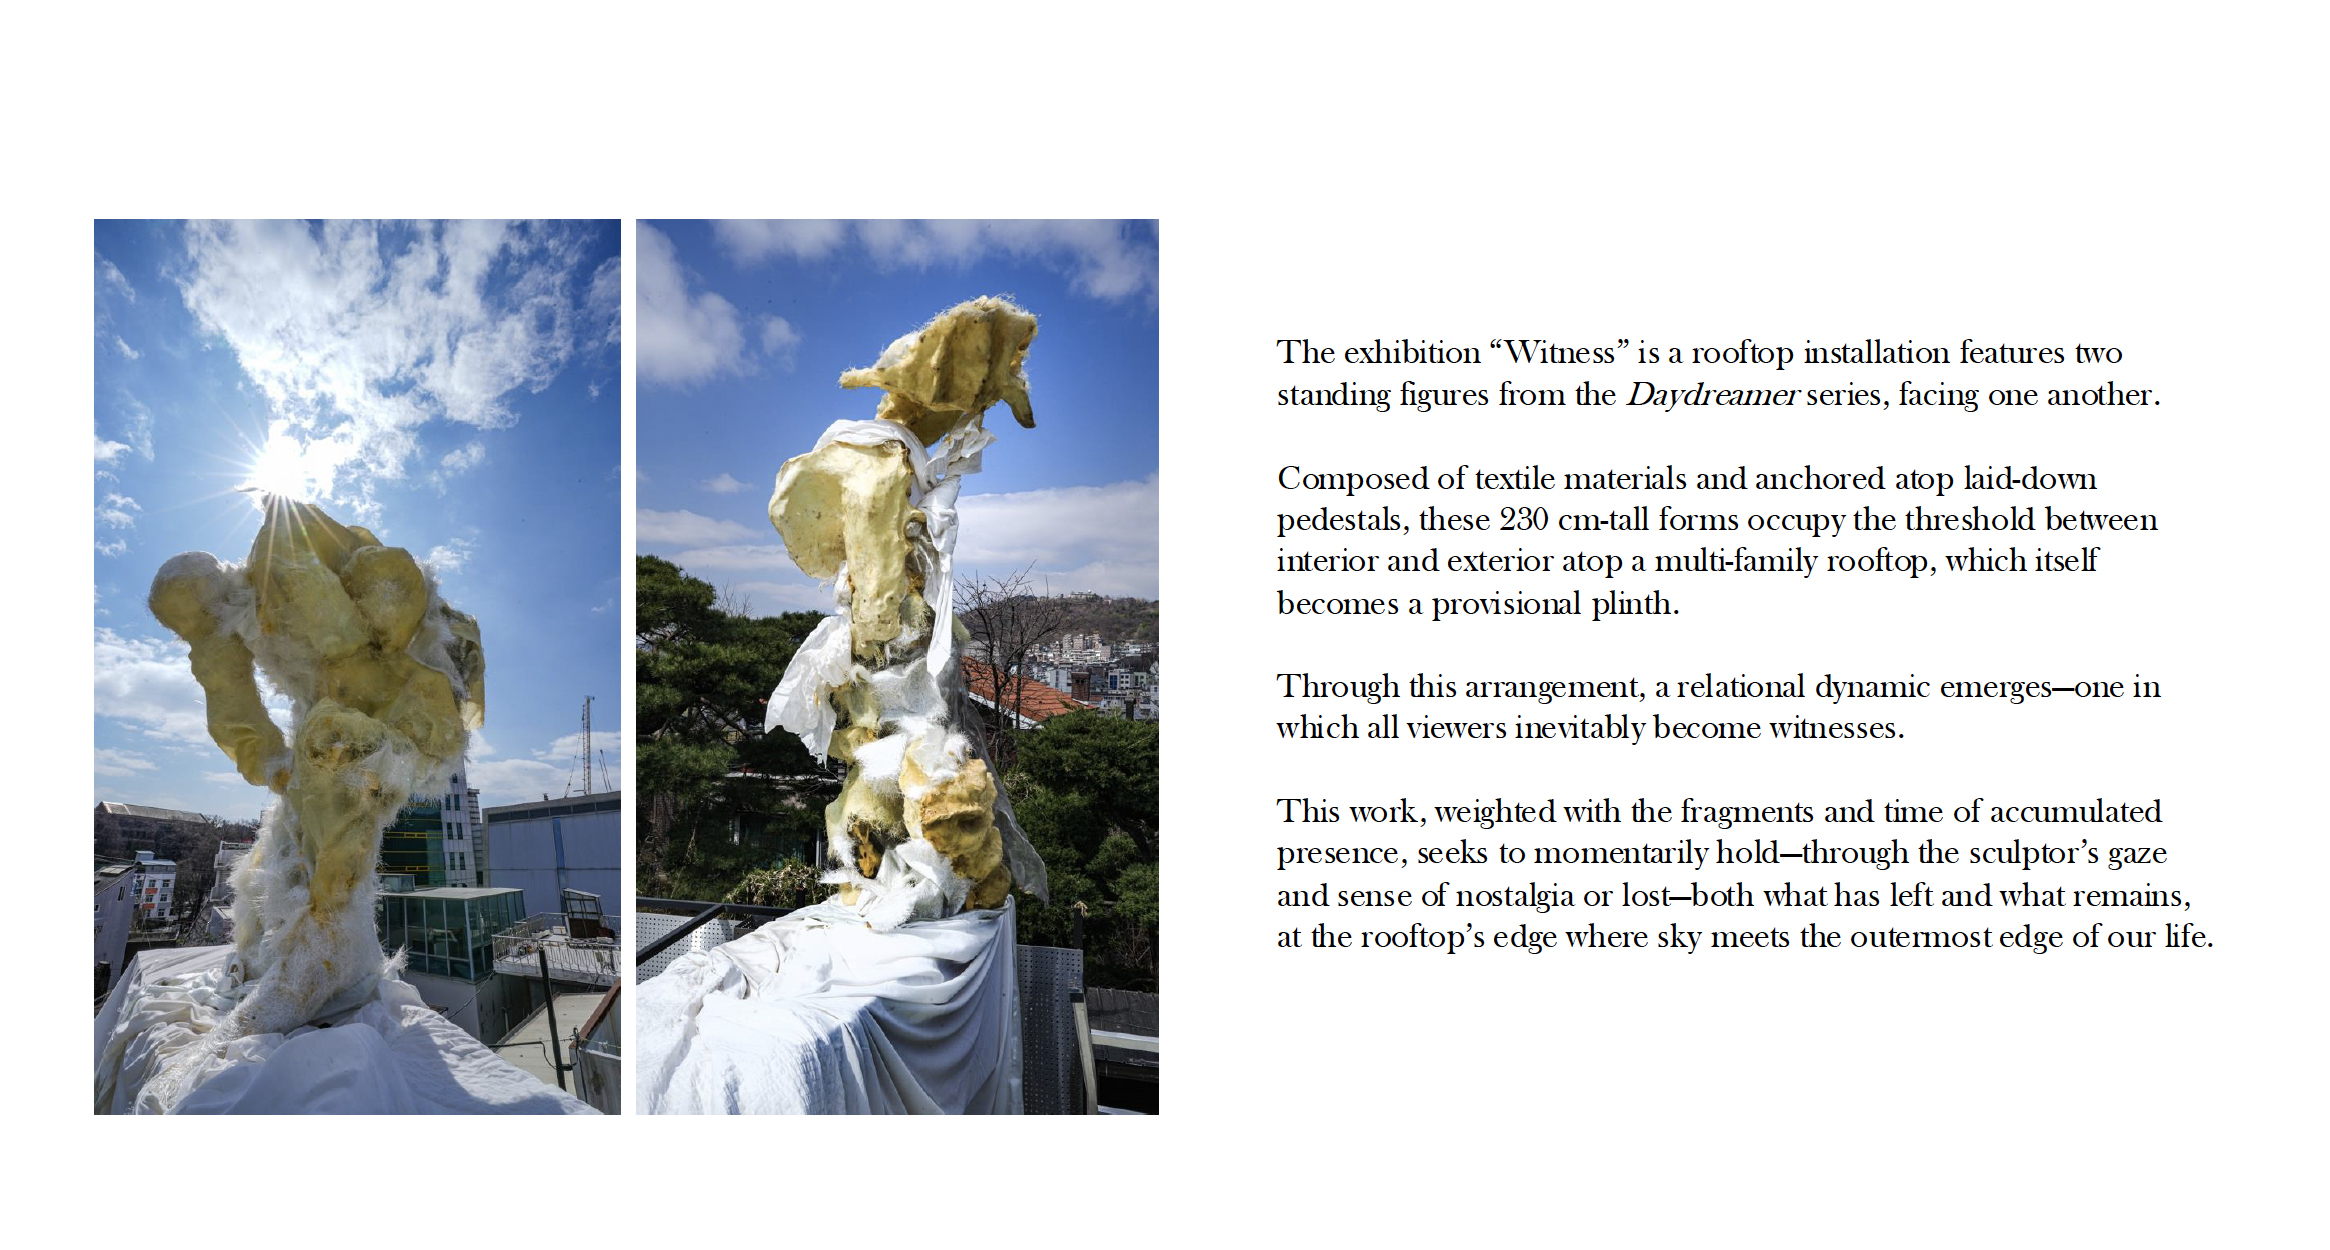 The exhibition “Witness” is a rooftop installation features two
standing figures from the Daydreamer series, facing one another.
Composed of textile materials and anchored atop laid-down
pedestals, these 230 cm-tall forms occupy the threshold between
interior and exterior atop a multi-family rooftop, which itself
becomes a provisional plinth.
Through this arrangement, a relational dynamic emerges—one in
which all viewers inevitably become witnesses.
This work, weighted with the fragments and time of accumulated
presence, seeks to momentarily hold—through the sculptor’s gaze
and sense of nostalgia or lost—both what has left and what remains,
at the rooftop’s edge where sky meets the outermost edge of our life.